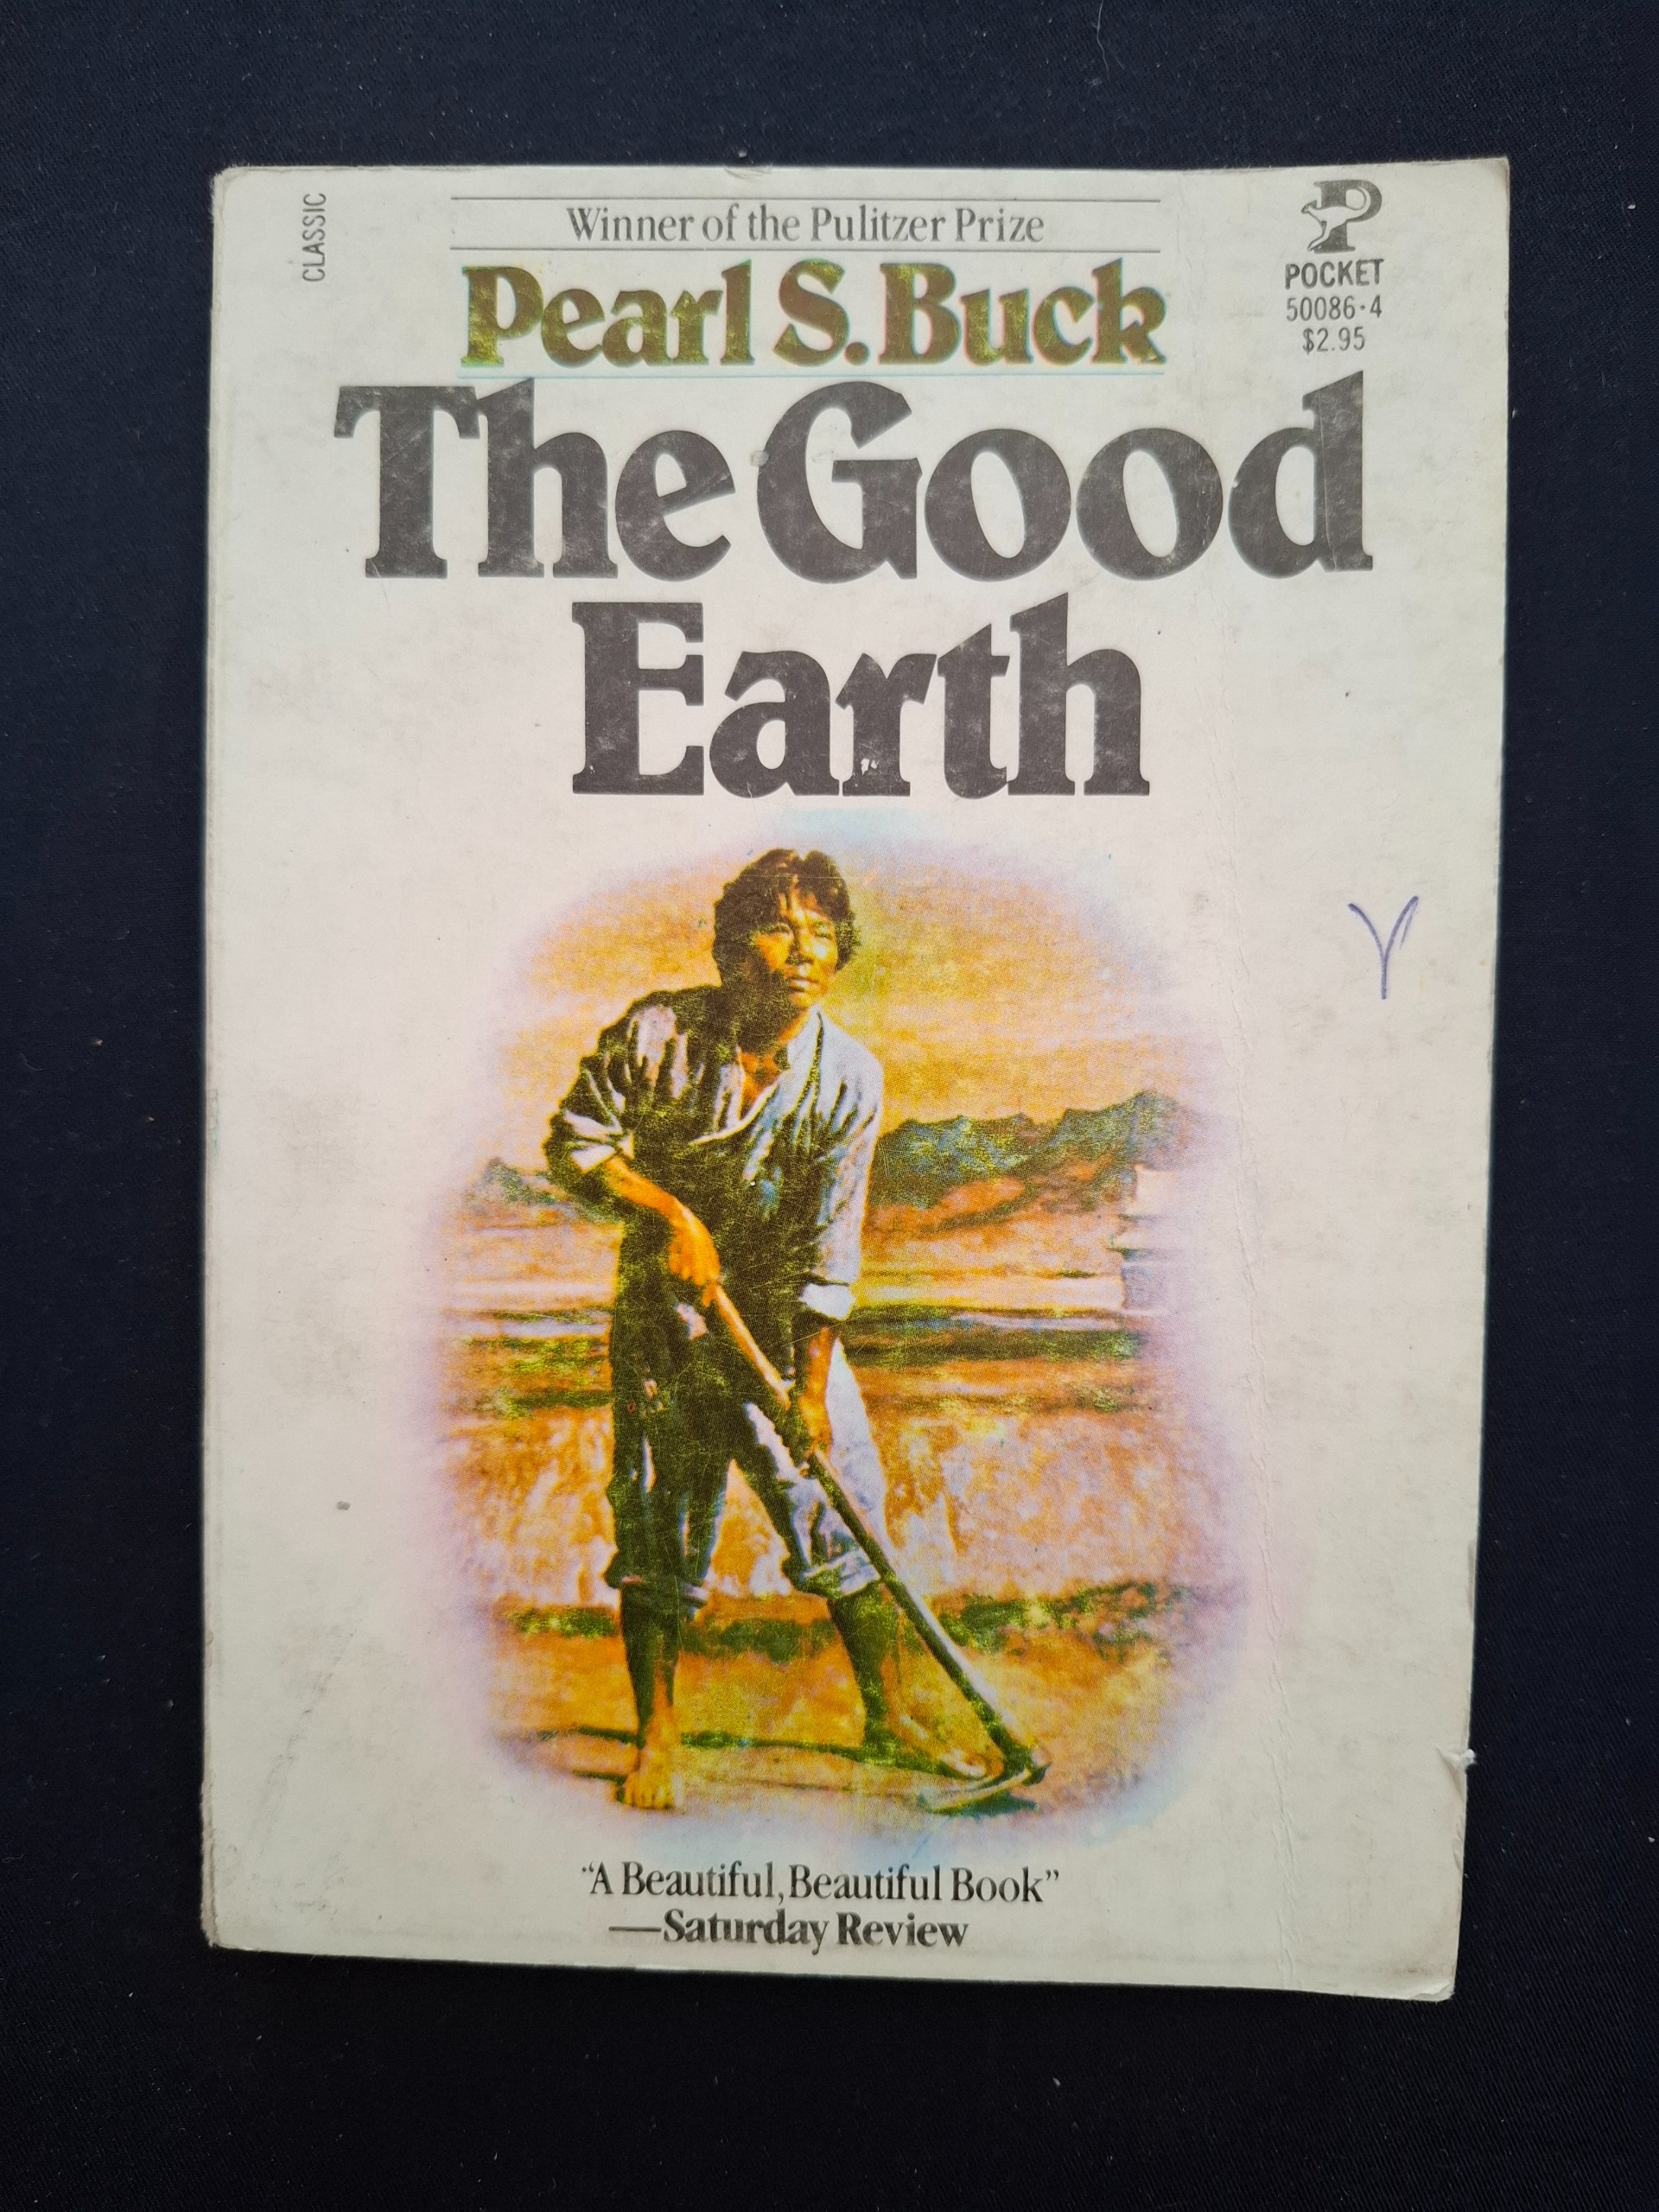 CLASSIC
Winner of the Pulitzer Prize
POCKET
50086·4
$2.95
Pearl S. Buck
The Good
Earth
“A Beautiful, Beautiful Book”
—Saturday Review